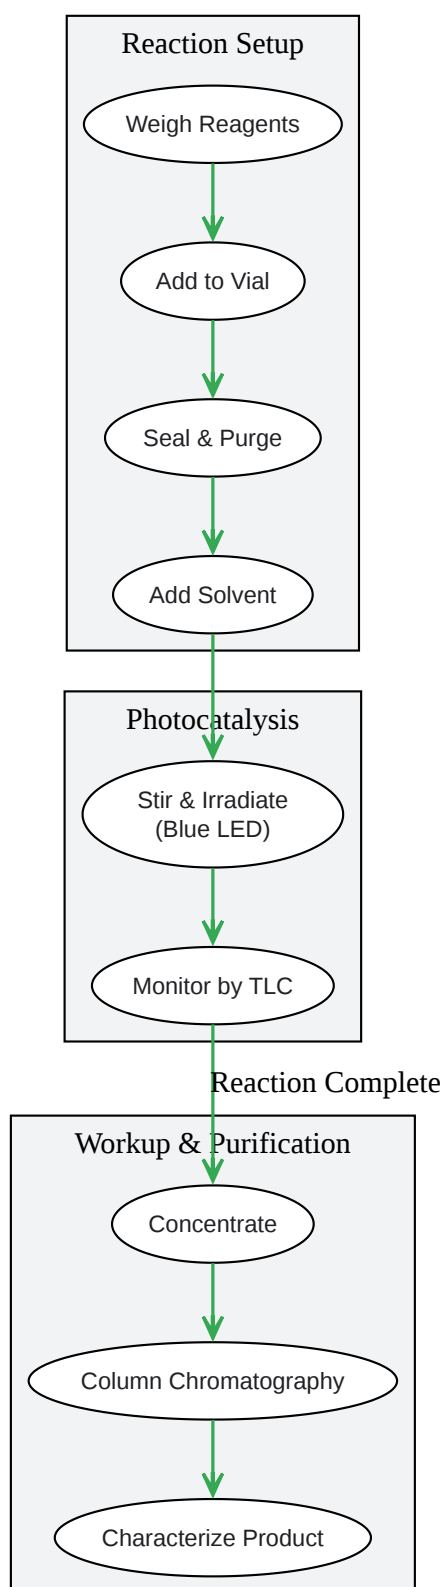 Reaction Setup
Weigh Reagents
Add to Vial
Seal & Purge
Add Solvent
Photocatalysis
Stir & Irradiate
(Blue LED)
Monitor by TLC
Reaction Complete
Workup & Purification
Concentrate
Column Chromatography
Characterize Product